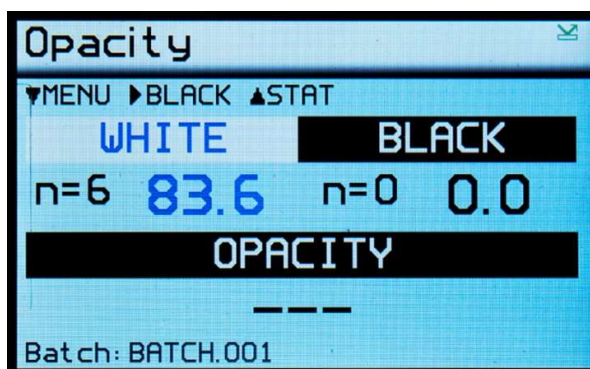 Opacity
▼MENU ▶BLACK ▲STAT
WHITE BLACK
n=6 83.6 n=0 0.0
OPACITY
---
Batch: BATCH.001